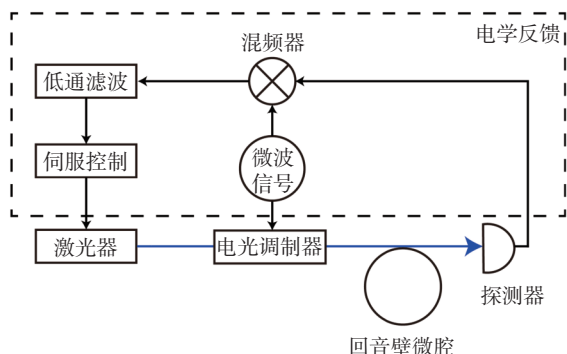 电学反馈
混频器
低通滤波
伺服控制
微波
信号
激光器
电光调制器
探测器
回音壁微腔